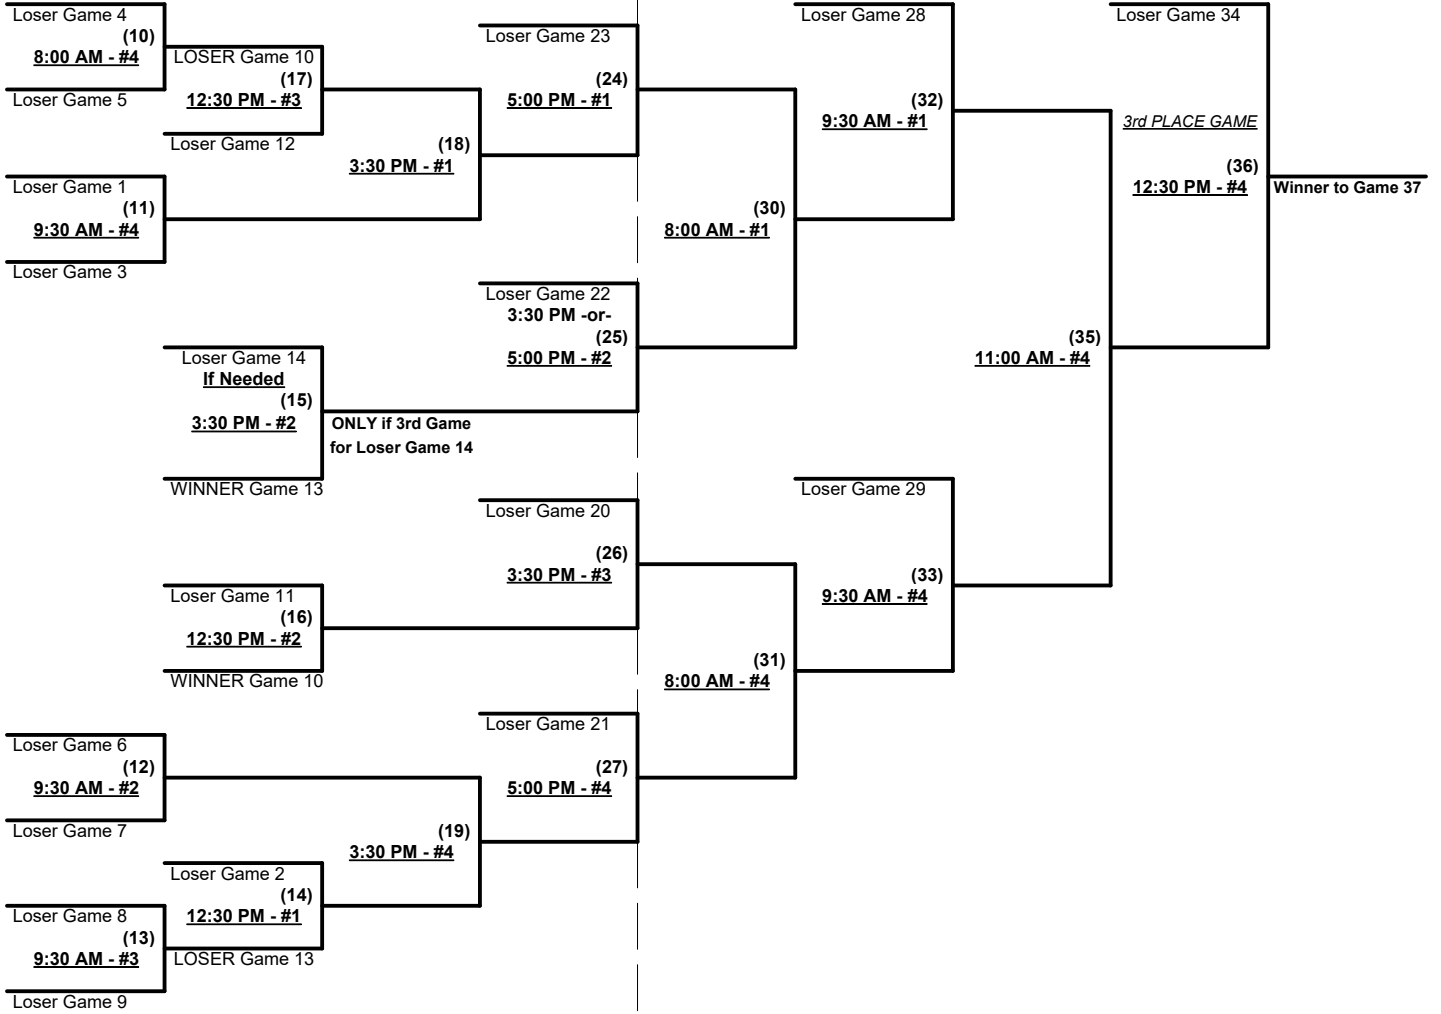 Loser Game 4
(10)
8:00 AM - #4
Loser Game 5
LOSER Game 10
(17)
12:30 PM - #3
Loser Game 12
Loser Game 1
(11)
9:30 AM - #4
Loser Game 3
(18)
3:30 PM - #1
Loser Game 23
(24)
5:00 PM - #1
Loser Game 14
If Needed
(15)
3:30 PM - #2
WINNER Game 13
ONLY if 3rd Game
for Loser Game 14
Loser Game 22
3:30 PM -or-
(25)
5:00 PM - #2
(30)
8:00 AM - #1
Loser Game 28
(32)
9:30 AM - #1
Loser Game 11
(16)
12:30 PM - #2
WINNER Game 10
Loser Game 20
(26)
3:30 PM - #3
Loser Game 6
(12)
9:30 AM - #2
Loser Game 7
Loser Game 8
(13)
9:30 AM - #3
Loser Game 9
Loser Game 2
(14)
12:30 PM - #1
LOSER Game 13
(19)
3:30 PM - #4
Loser Game 21
(27)
5:00 PM - #4
(31)
8:00 AM - #4
Loser Game 29
(33)
9:30 AM - #4
(35)
11:00 AM - #4
Loser Game 34
3rd PLACE GAME
(36)
12:30 PM - #4
Winner to Game 37